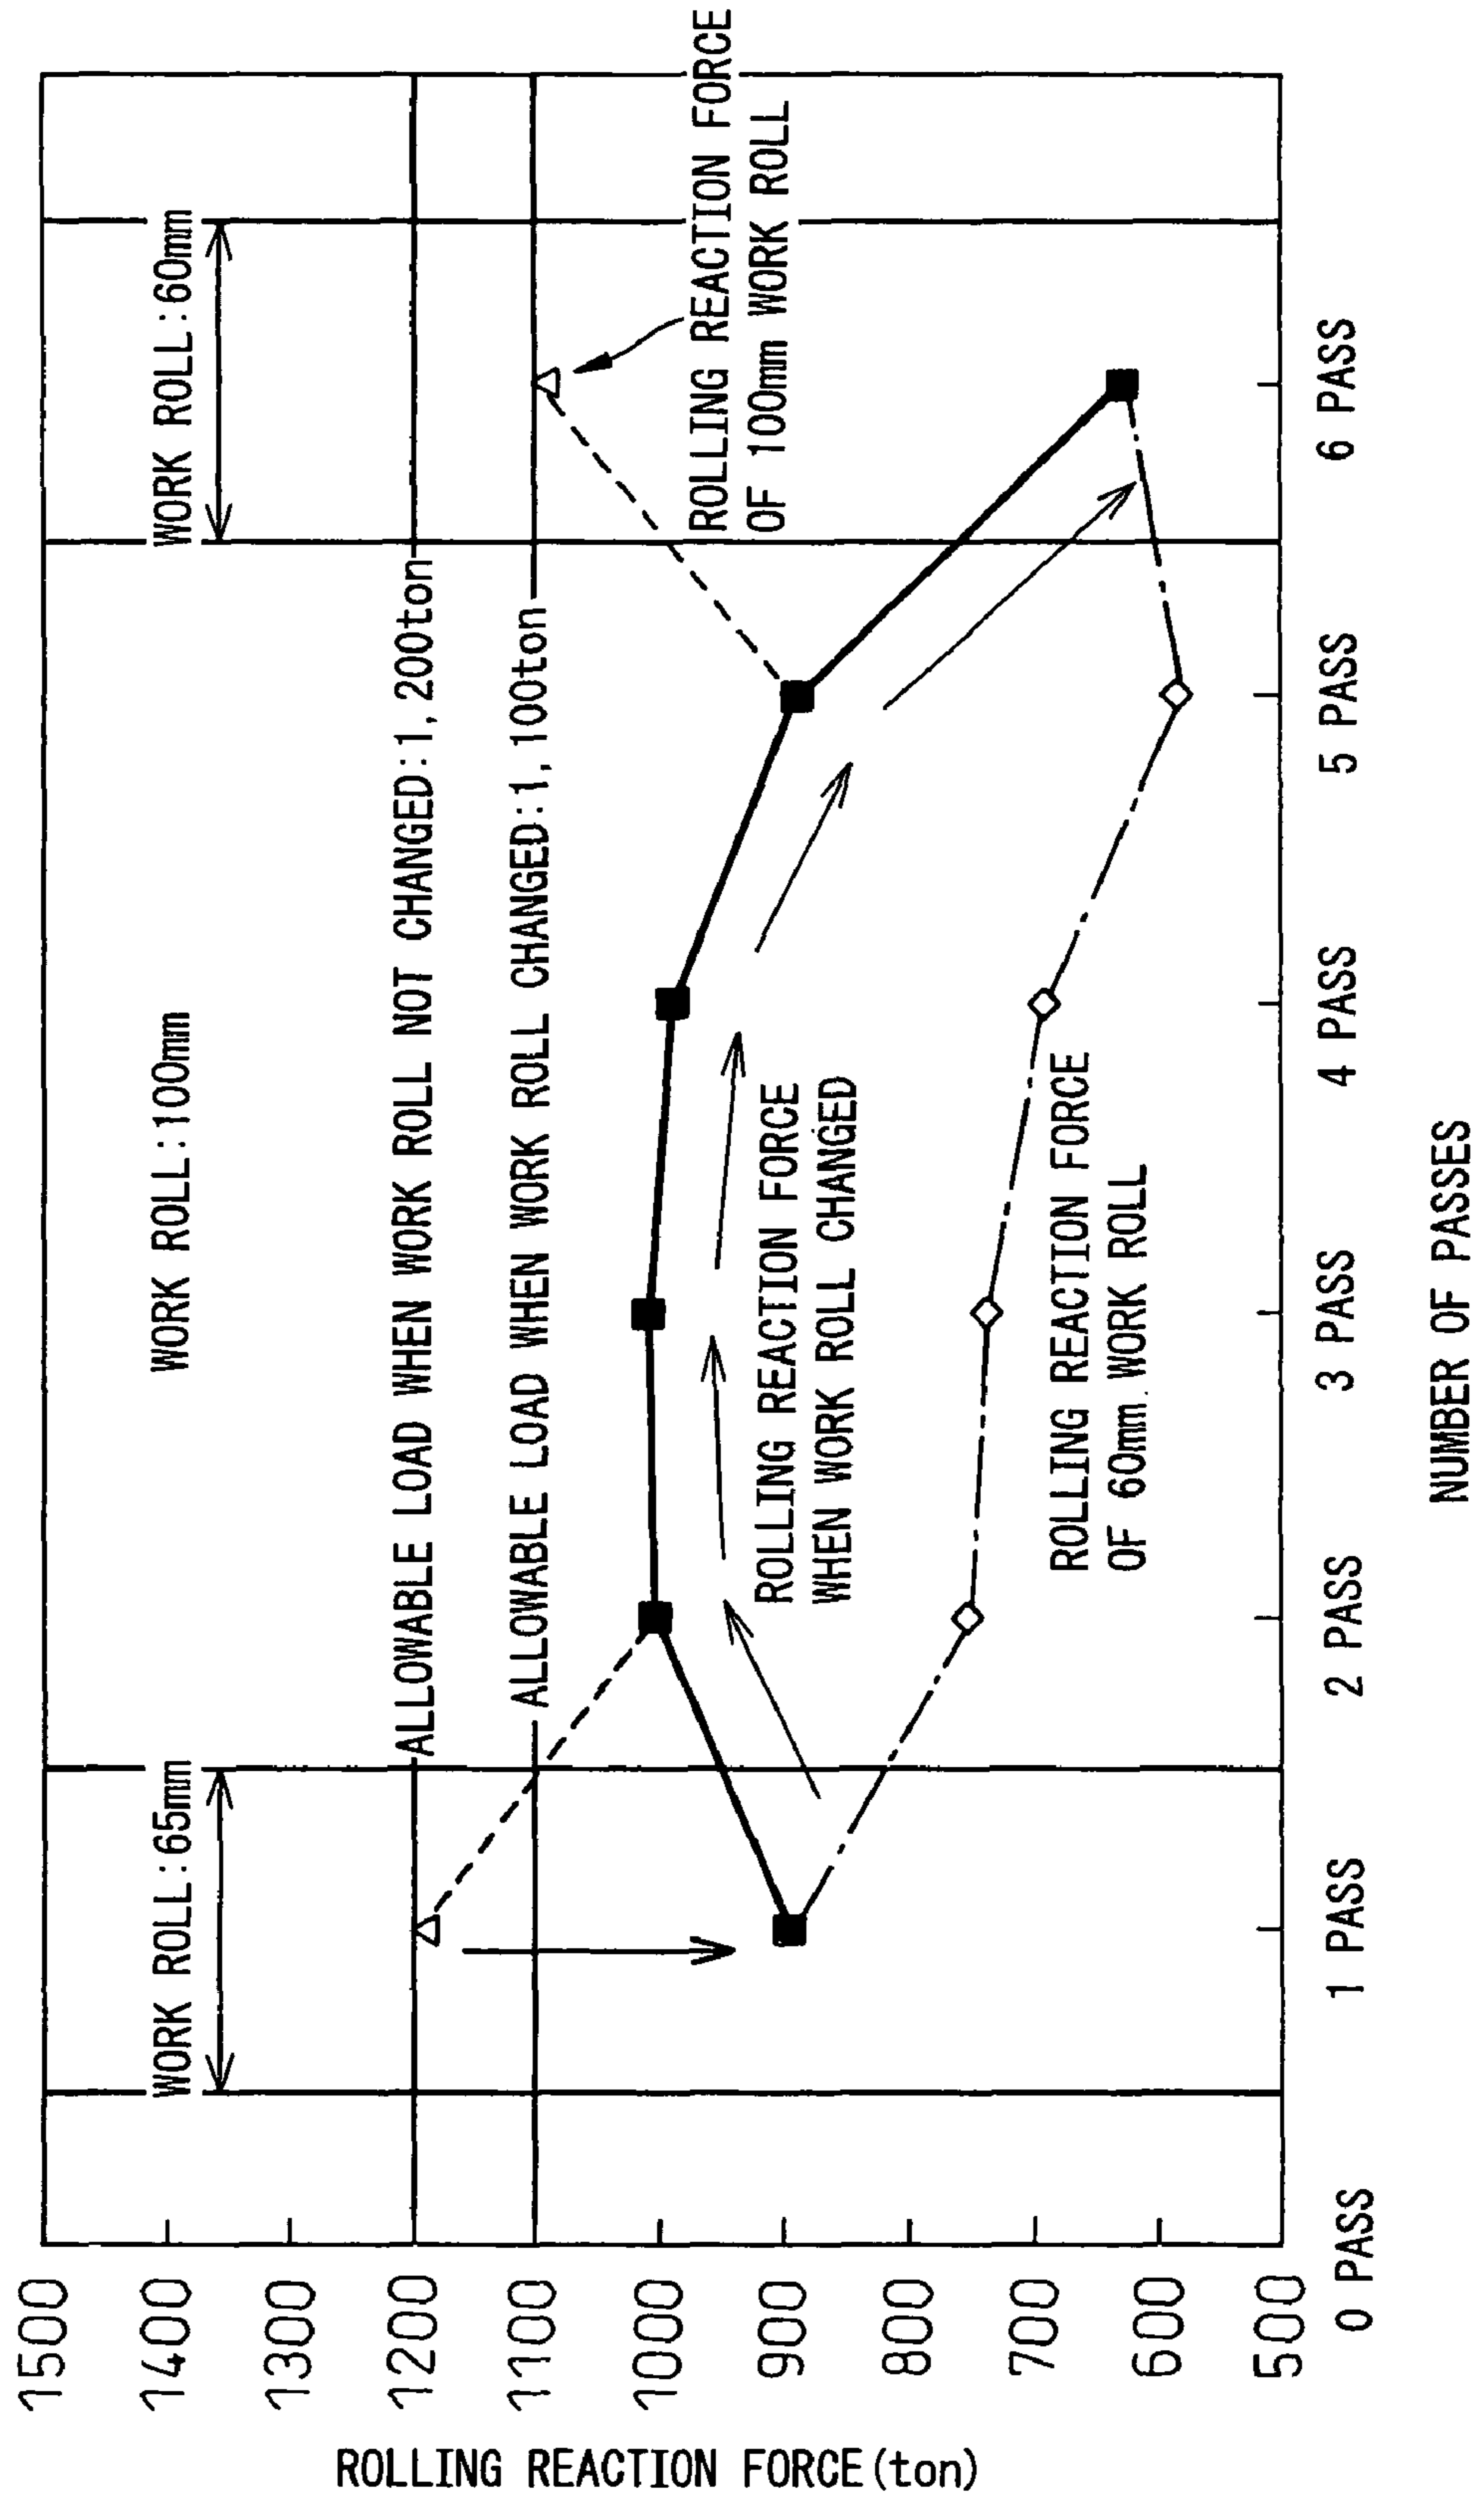 WORK ROLL:65mm
WORK ROLL:100mm
WORK ROLL:60mm
ALLOWABLE LOAD WHEN WORK ROLL NOT CHANGED:1,200ton
ALLOWABLE LOAD WHEN WORK ROLL CHANGED:1,100ton
ROLLING REACTION FORCE
OF 100mm WORK ROLL
ROLLING REACTION FORCE
WHEN WORK ROLL CHANGED
ROLLING REACTION FORCE
OF 60mm WORK ROLL
ROLLING REACTION FORCE(ton)
1500
1400
1300
1200
1100
1000
900
800
700
600
500
0 PASS
1 PASS
2 PASS
3 PASS
4 PASS
5 PASS
6 PASS
NUMBER OF PASSES